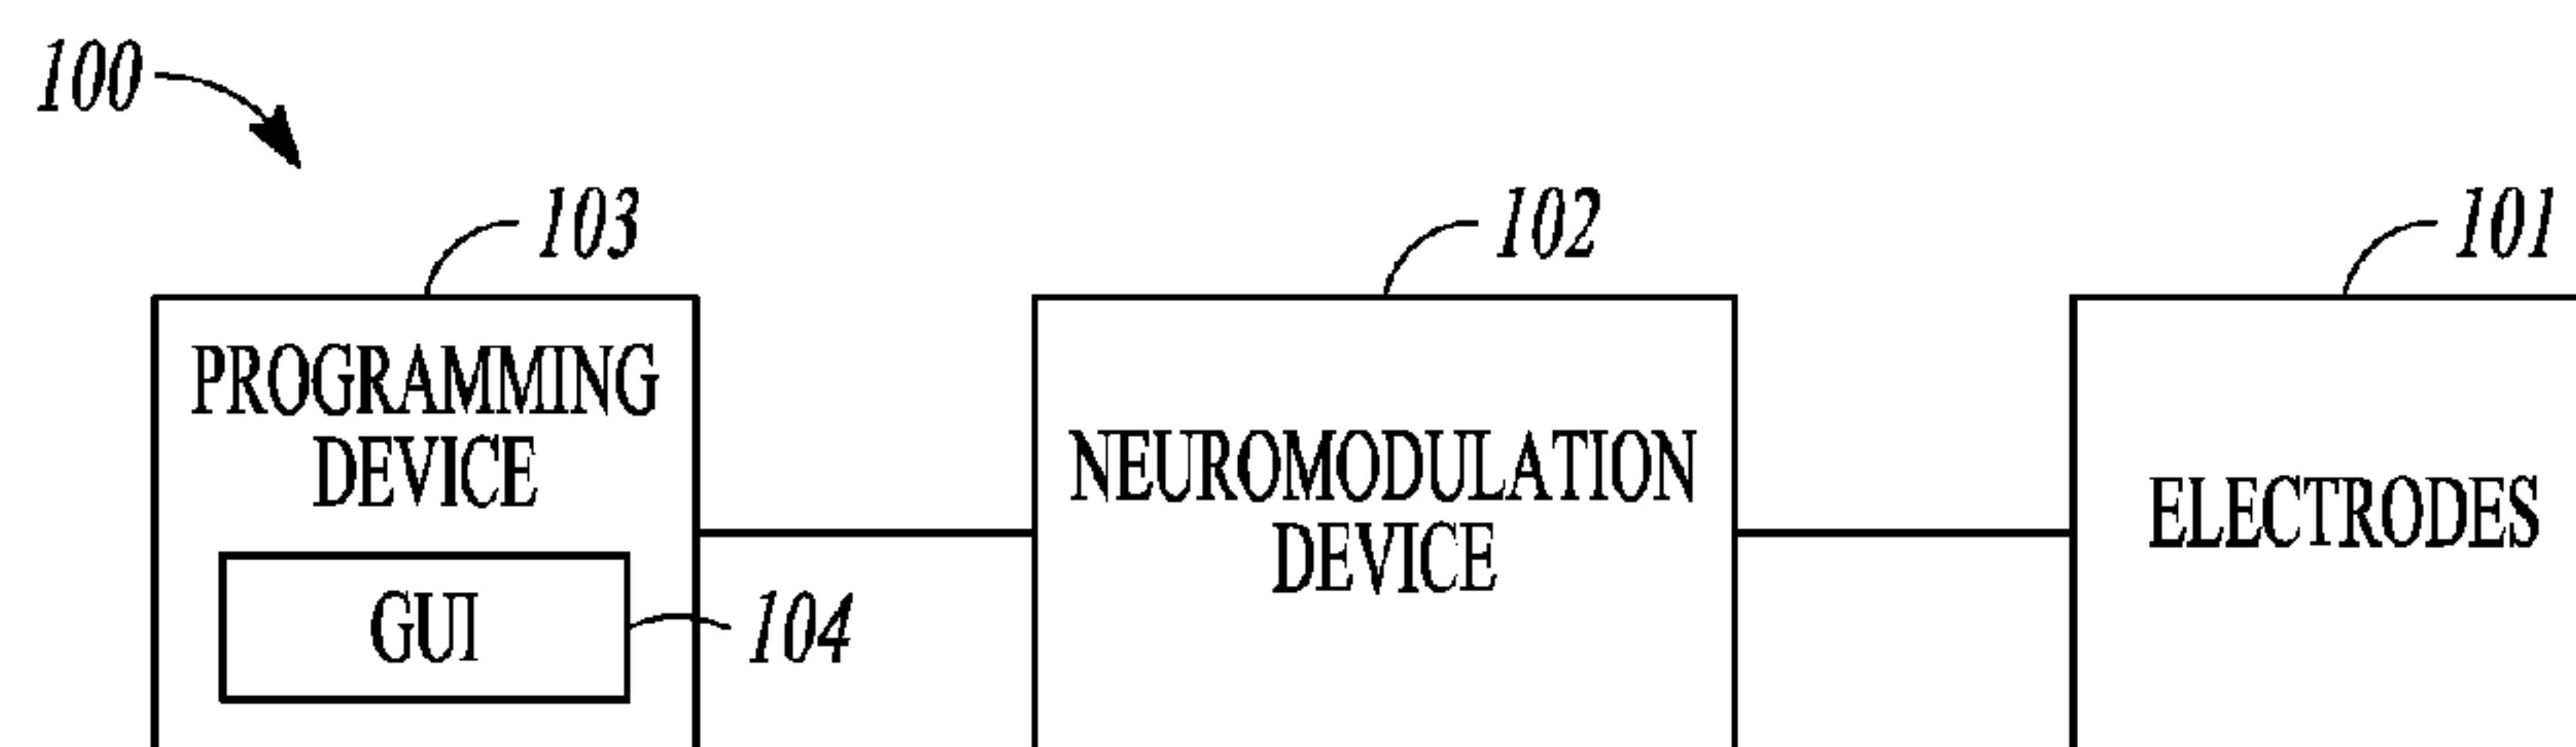 100
103
102
101
PROGRAMMING
DEVICE
GUI
104
NEUROMODULATION
DEVICE
ELECTRODES